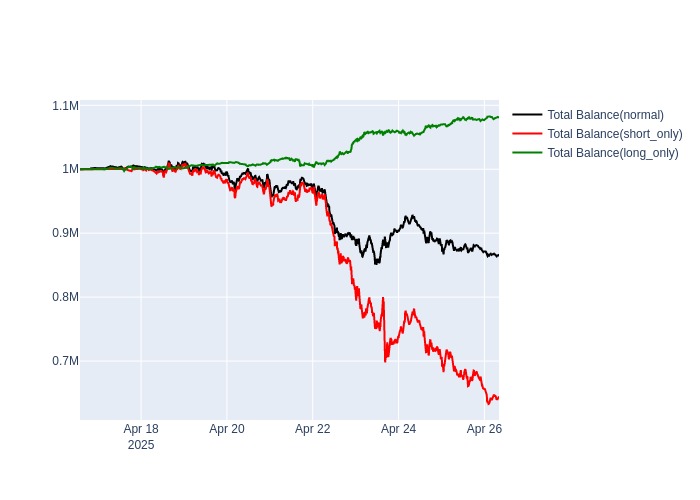 1.1M
1M
0.9M
0.8M
0.7M
Apr 18
2025
Apr 20
Apr 22
Apr 24
Apr 26
Total Balance(normal)
Total Balance(short_only)
Total Balance(long_only)